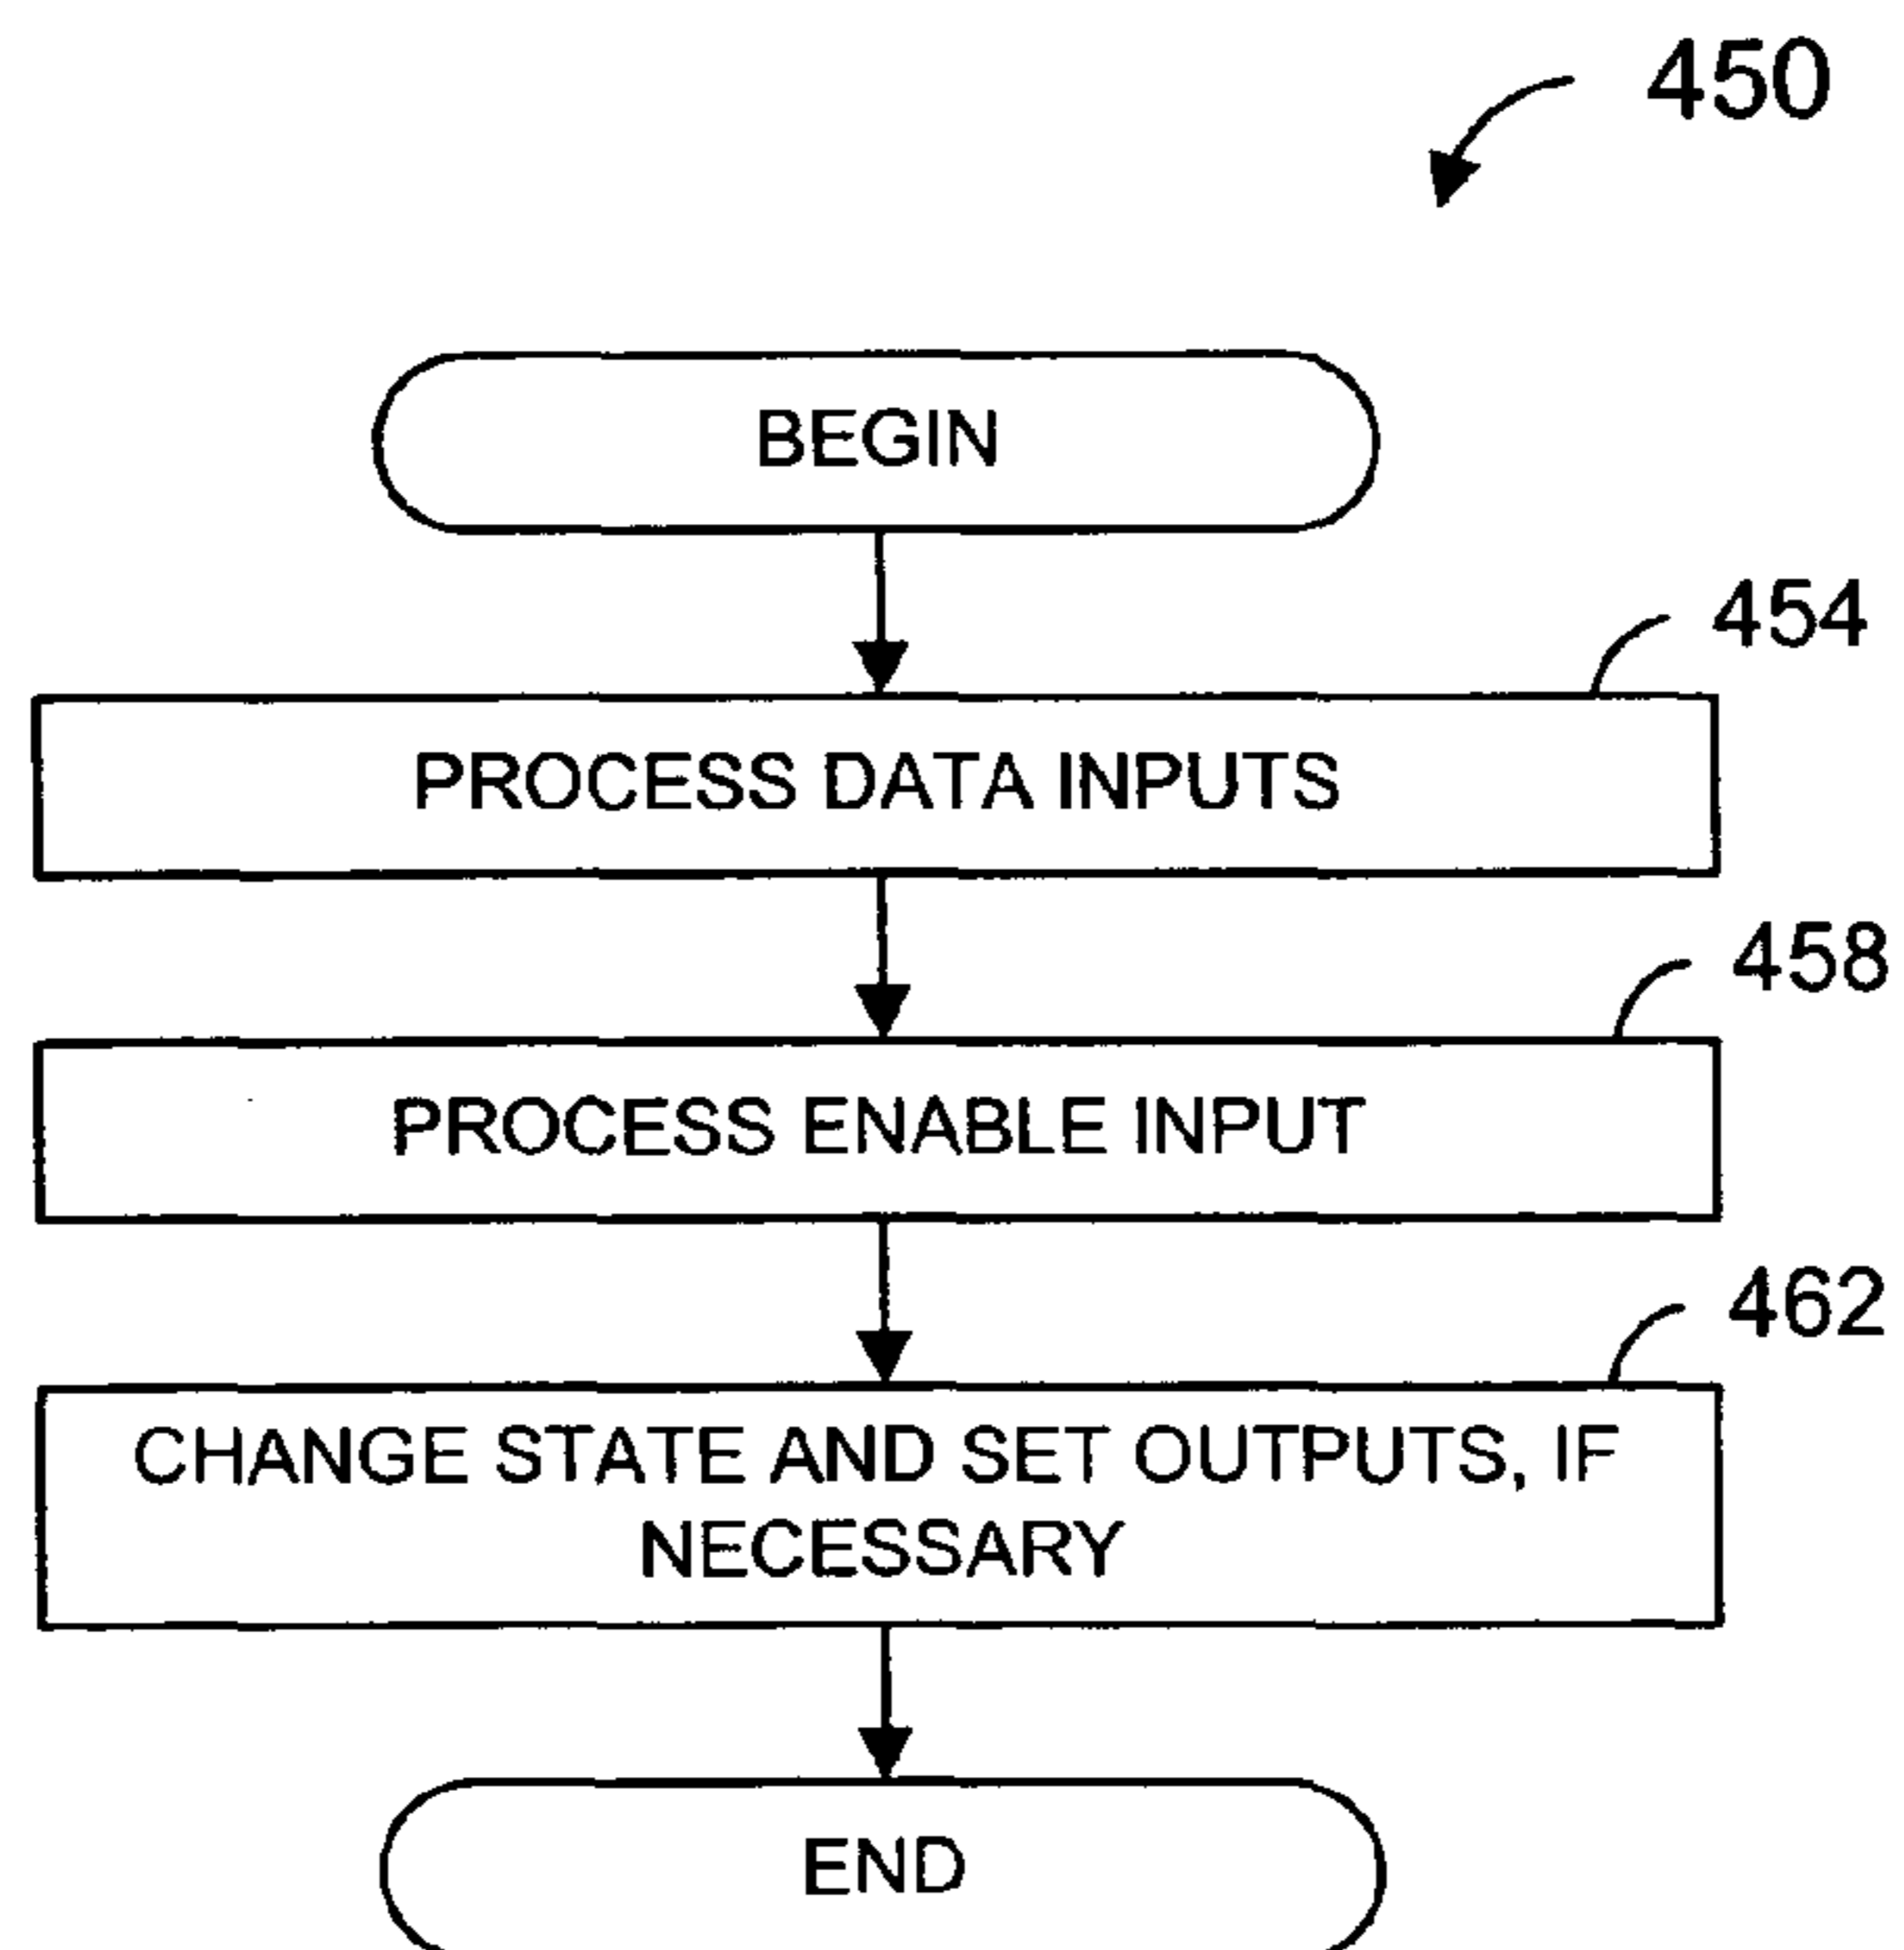 450
BEGIN
454
PROCESS DATA INPUTS
458
PROCESS ENABLE INPUT
462
CHANGE STATE AND SET OUTPUTS, IF
NECESSARY
END